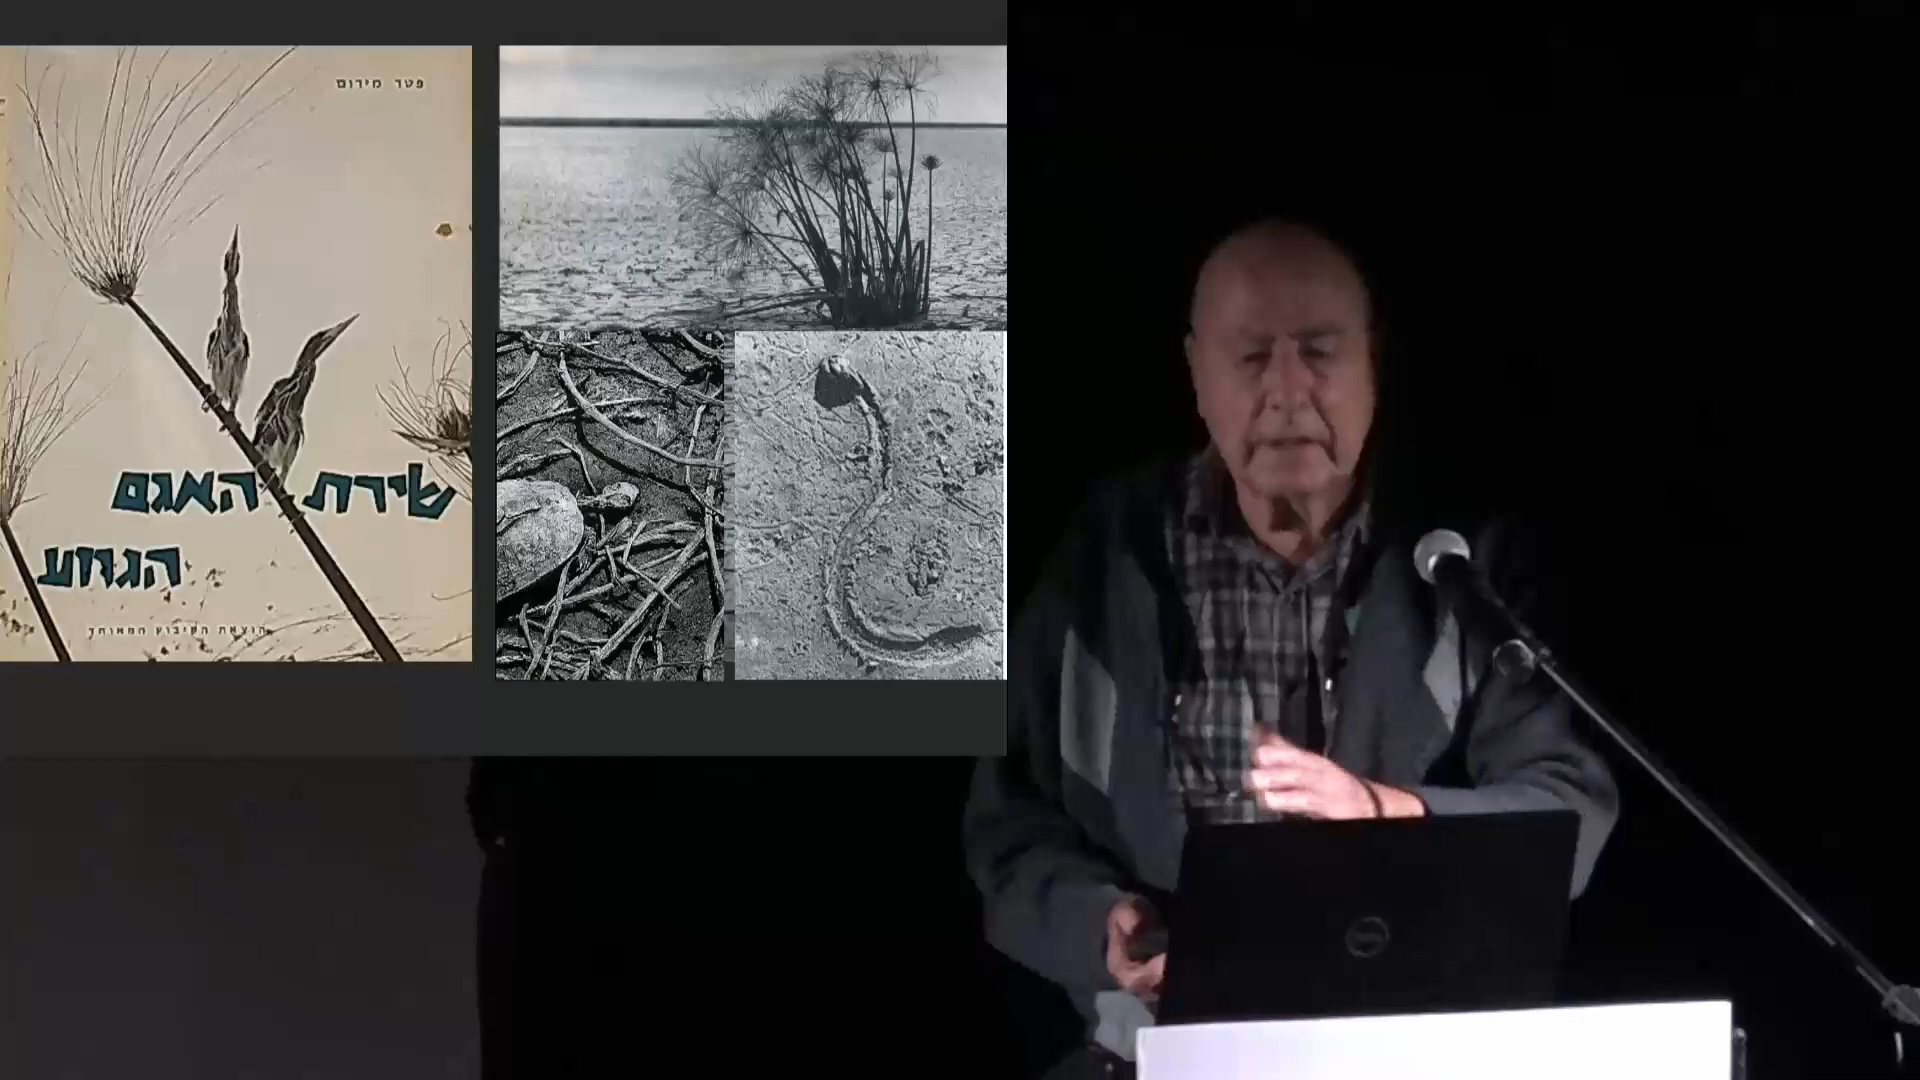 פטר מירום
שירת האגם
הגווע
הוצאת הקיבוץ המאוחד